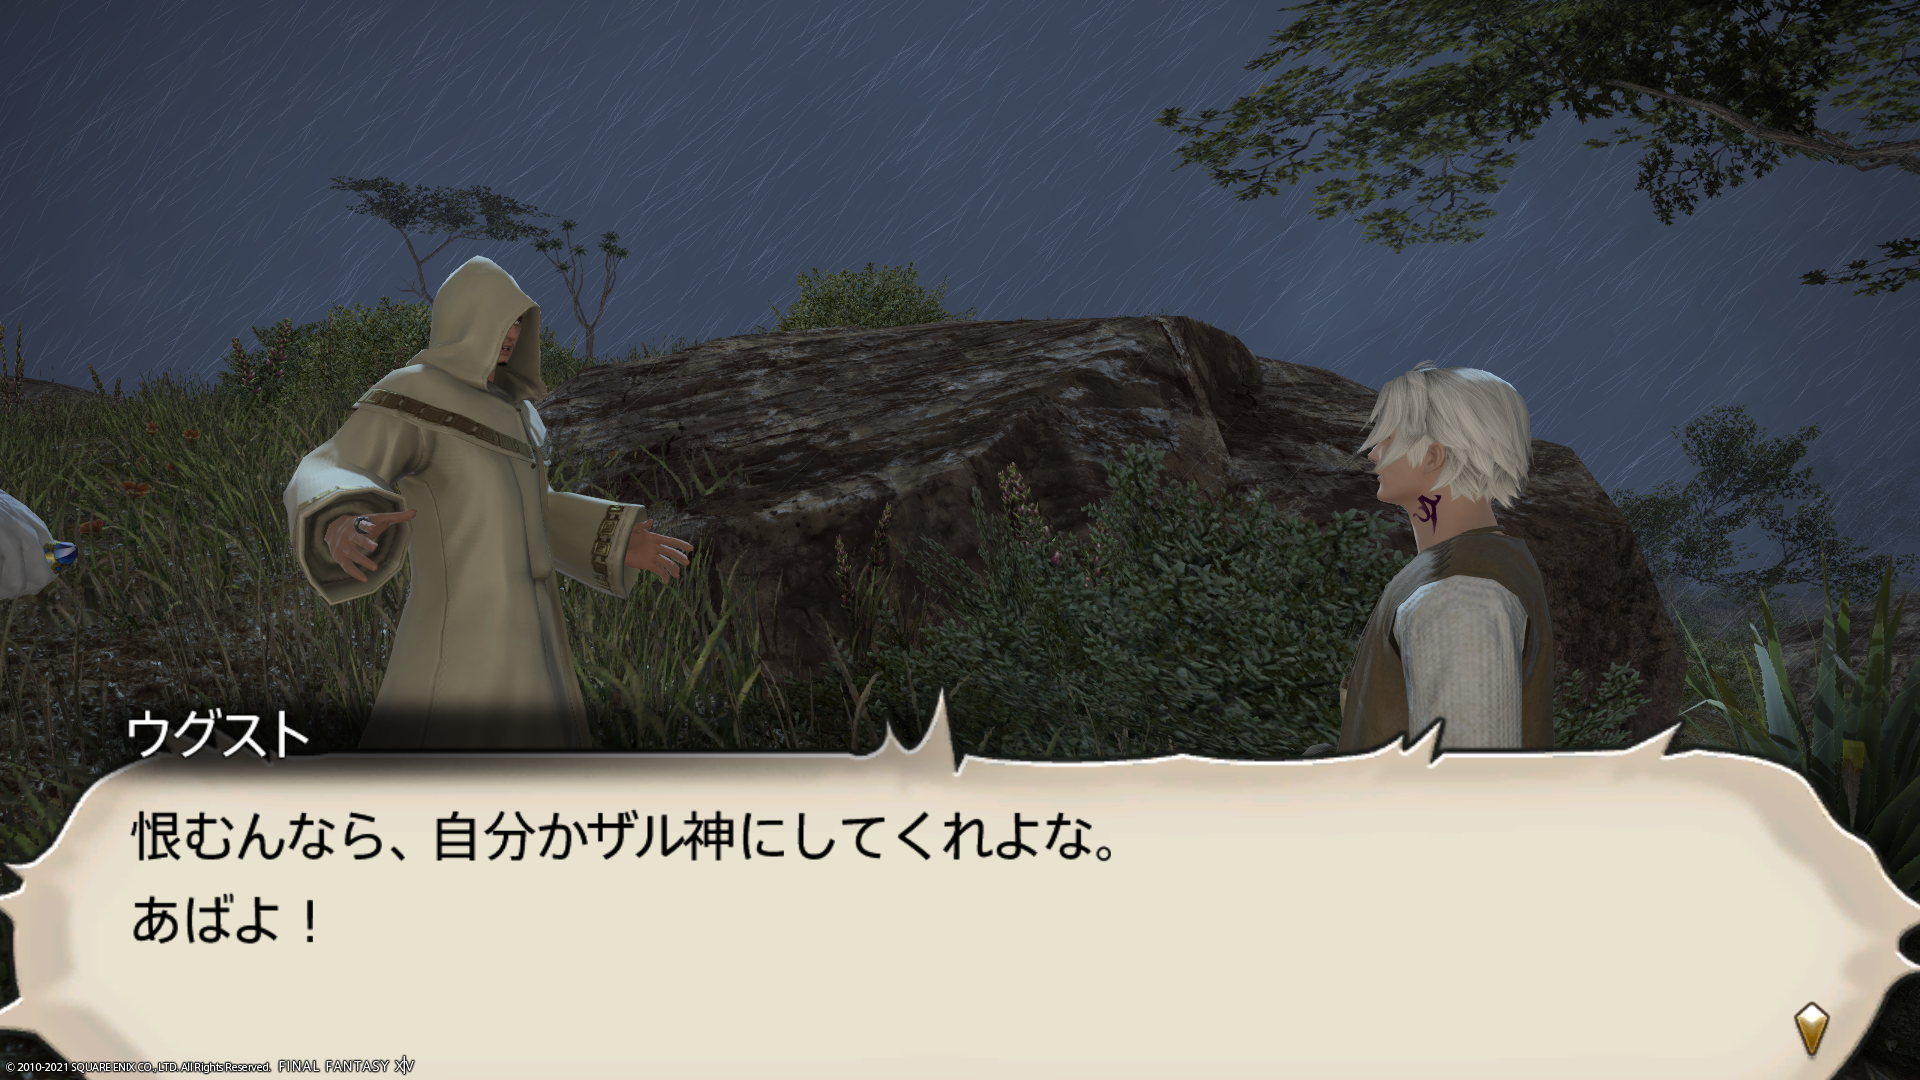 ウグスト
恨むんなら、自分かザル神にしてくれよな。
あばよ！
© 2010-2021 SQUARE ENIX CO., LTD. All Rights Reserved. FINAL FANTASY XIV